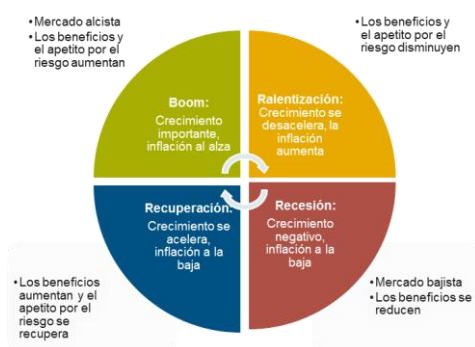 • Mercado alcista
• Los beneficios y
el apetito por el
riesgo aumentan
• Los beneficios y
el apetito por el
riesgo disminuyen
Boom:
Crecimiento
importante,
inflación al alza
Ralentización:
Crecimiento se
desacelera, la
inflación
aumenta
Recuperación:
Crecimiento se
acelera,
inflación a la
baja
Recesión:
Crecimiento
negativo,
inflación a la
baja
• Los beneficios
aumentan y el
apetito por el
riesgo se
recupera
• Mercado bajista
• Los beneficios se
reducen